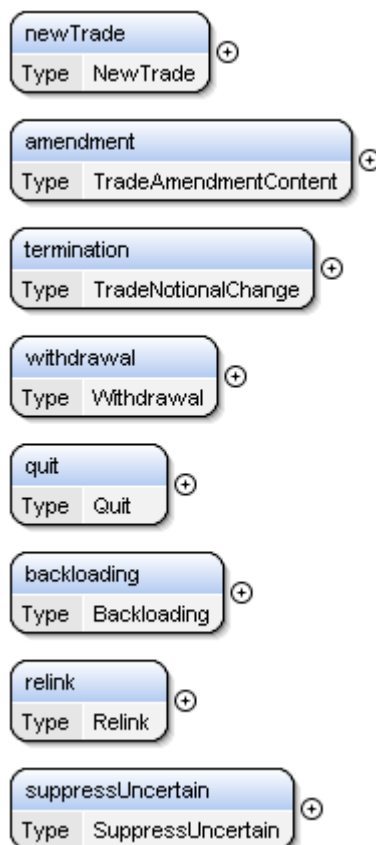 newTrade
Type NewTrade
amendment
Type TradeAmendmentContent
termination
Type TradeNotionalChange
withdrawal
Type Withdrawal
quit
Type Quit
backloading
Type Backloading
relink
Type Relink
suppressUncertain
Type SuppressUncertain